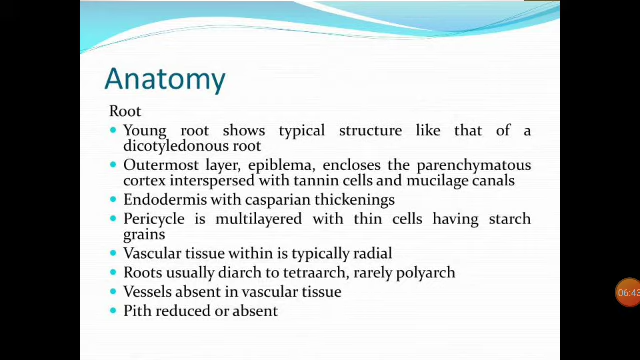 Anatomy
Root
Young root shows typical structure like that of a
dicotyledonous root
Outermost layer, epiblema, encloses the parenchymatous
cortex interspersed with tannin cells and mucilage canals
Endodermis with casparian thickenings
Pericycle is multilayered with thin cells having starch
grains
Vascular tissue within is typically radial
Roots usually diarch to tetraarch, rarely polyarch
Vessels absent in vascular tissue
Pith reduced or absent